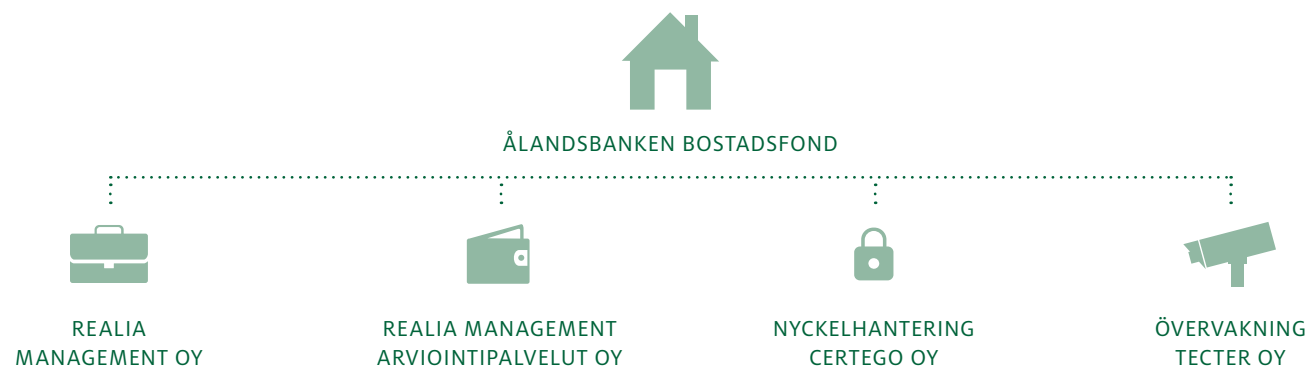 ÅLANDSBANKEN BOSTADSFOND
REALIA
MANAGEMENT OY
REALIA MANAGEMENT
ARVIOINTIPALVELUT OY
NYCKELHANTERING
CERTEGO OY
ÖVERVAKNING
TECTER OY